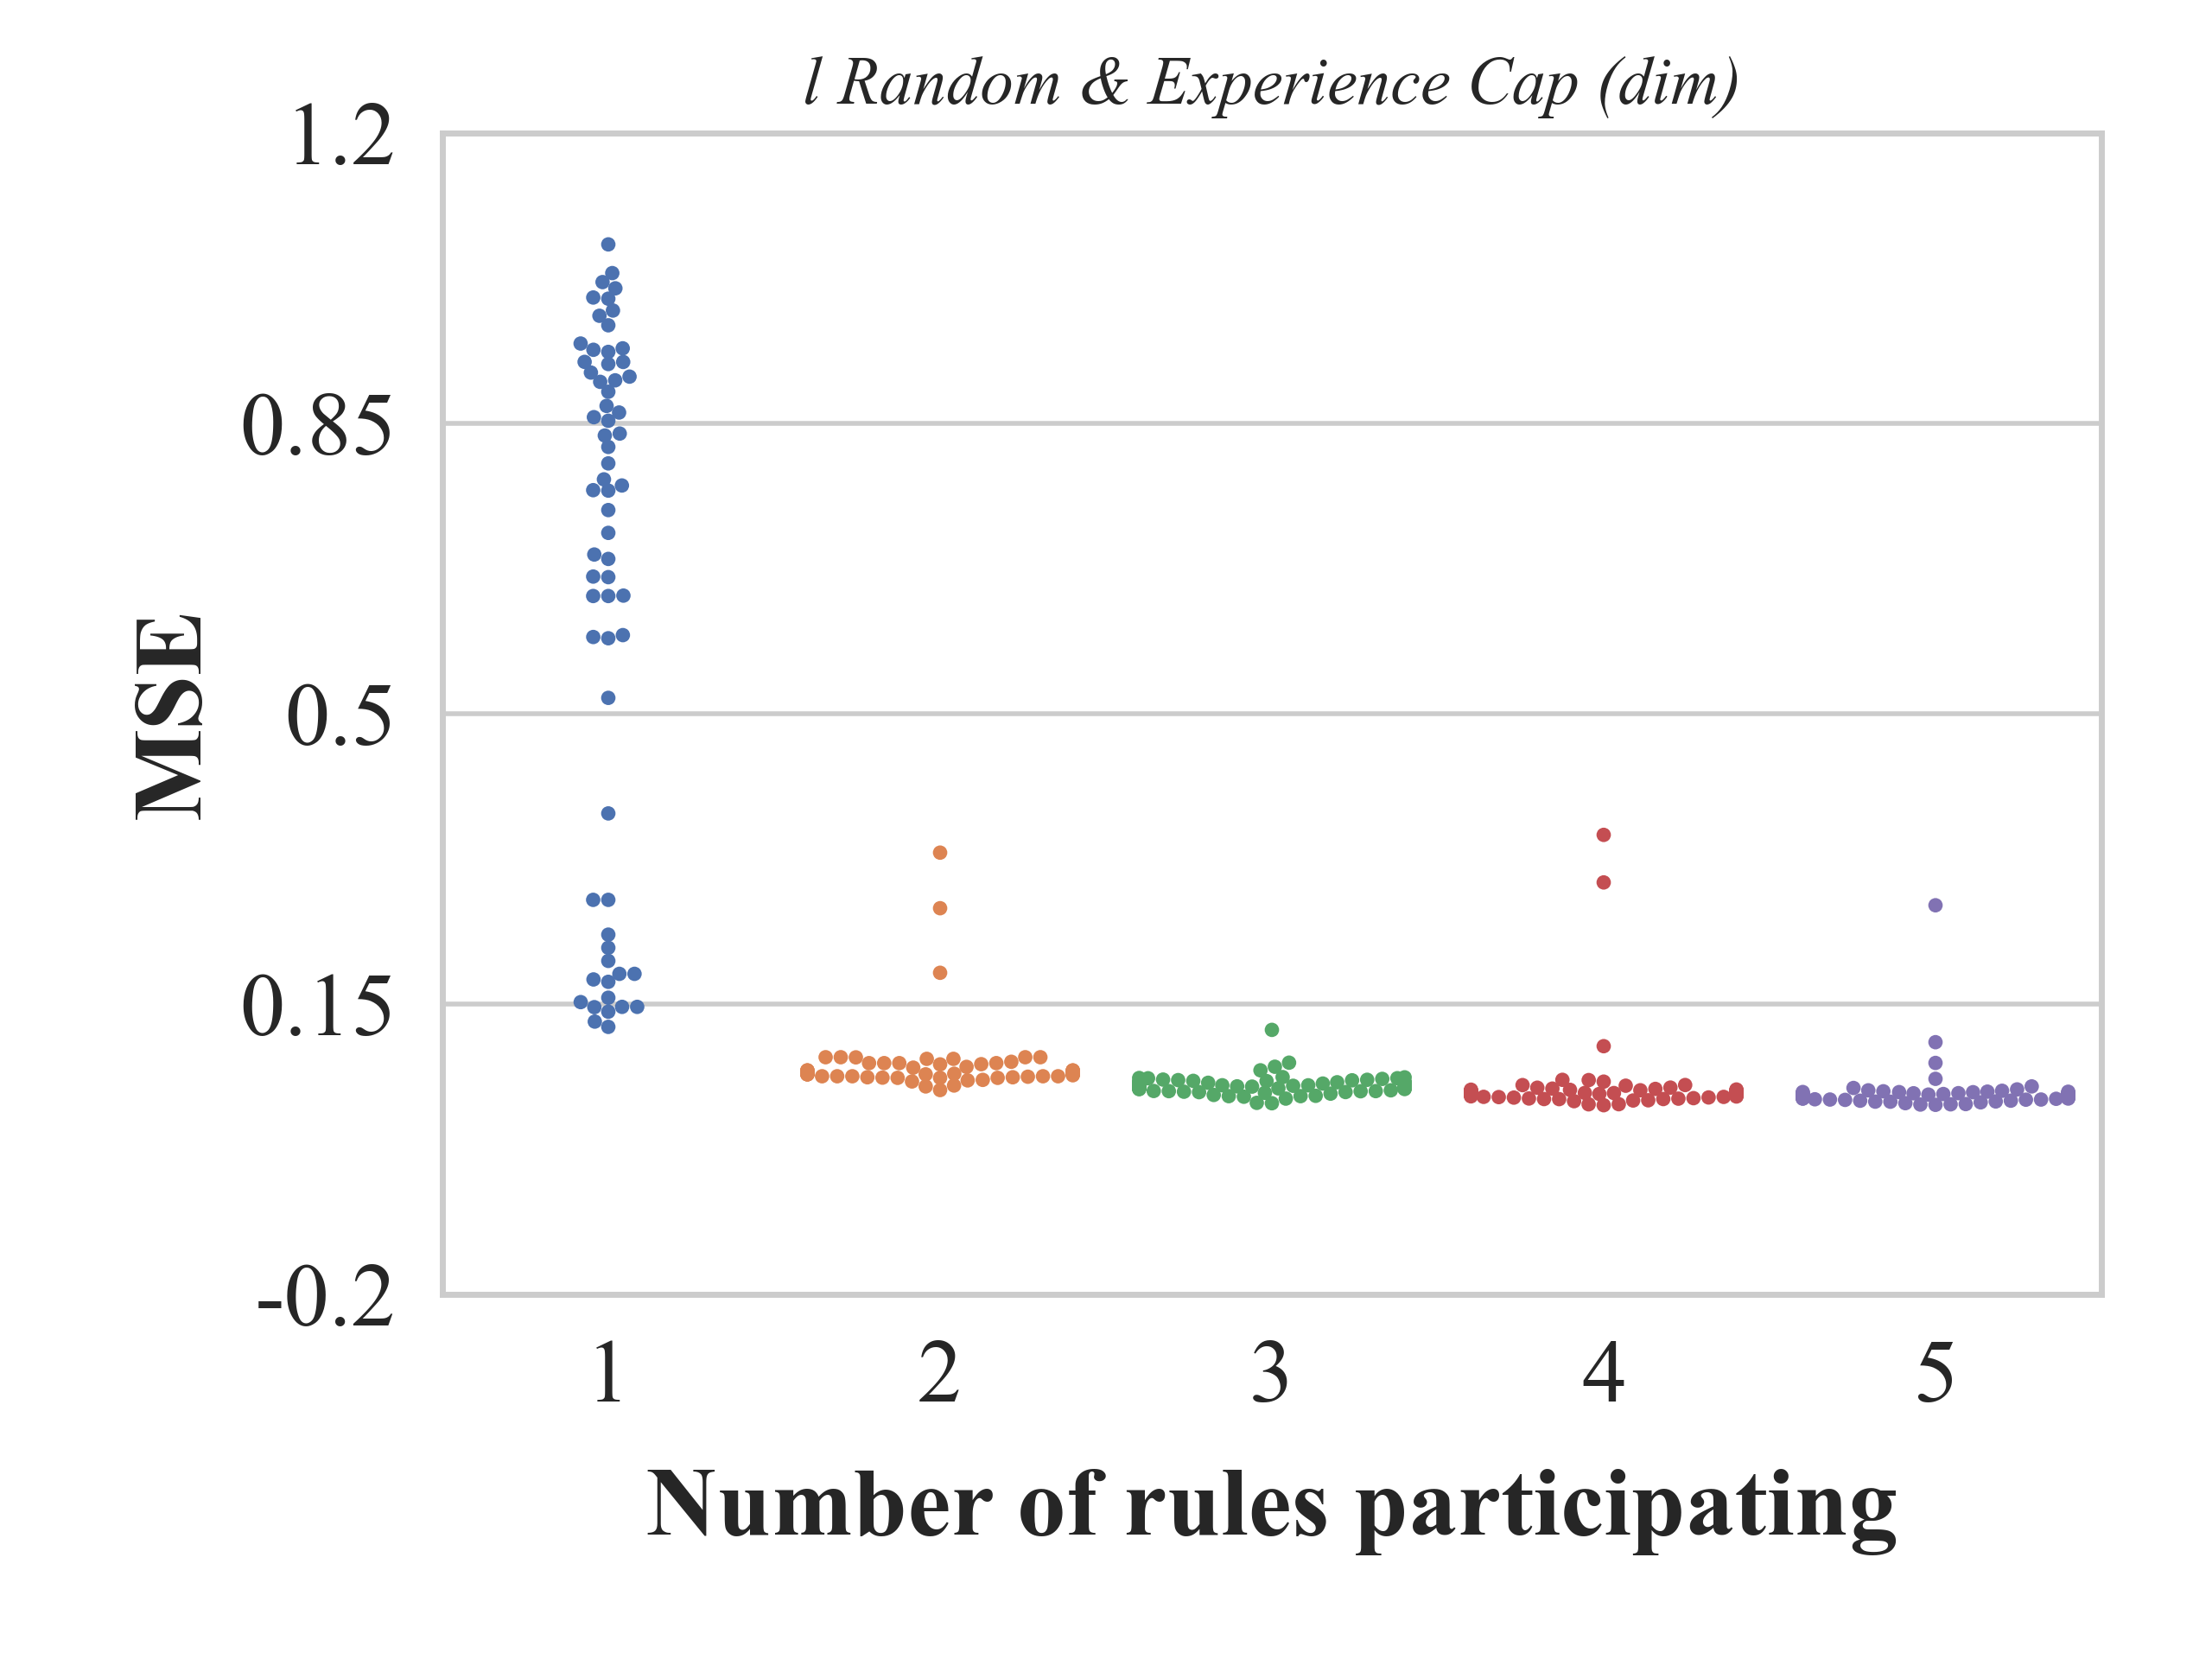 l Random & Experience Cap (dim)
1.2
0.85
0.5
0.15
-0.2
MSE
1 2 3 4 5
Number of rules participating